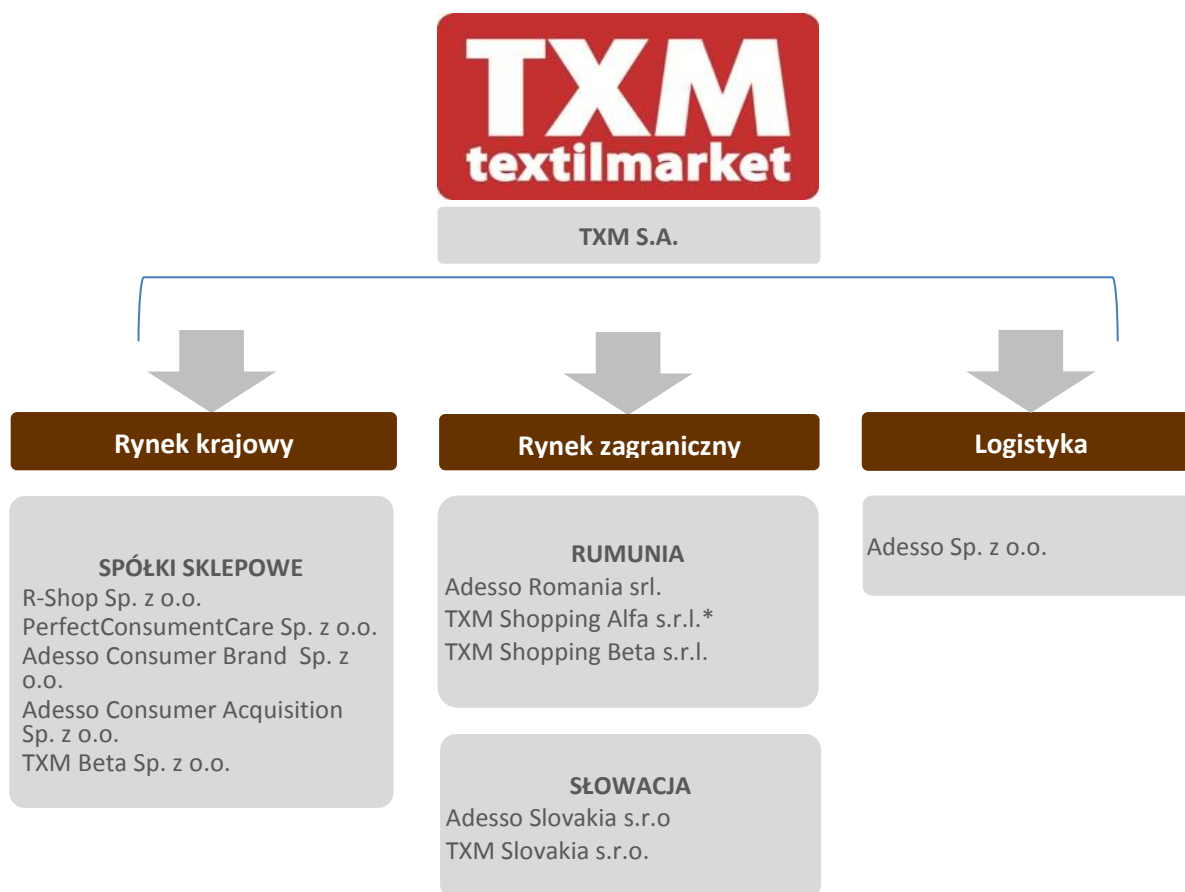 TXM
textilmarket
TXM S.A.
Rynek krajowy
SPÓŁKI SKLEPOWE
R-Shop Sp. z o.o.
PerfectConsumentCare Sp. z o.o.
Adesso Consumer Brand Sp. z
o.o.
Adesso Consumer Acquisition
Sp. z o.o.
TXM Beta Sp. z o.o.
Rynek zagraniczny
RUMUNIA
Adesso Romania srl.
TXM Shopping Alfa s.r.l.*
TXM Shopping Beta s.r.l.
SŁOWACJA
Adesso Slovakia s.r.o
TXM Slovakia s.r.o.
Logistyka
Adesso Sp. z o.o.